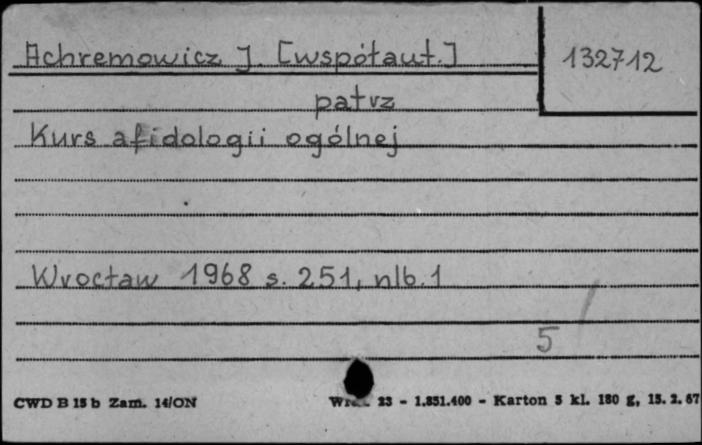 Achremowicz J. [współaut.]
132712
patrz
Kurs afidologii ogólnej
Wrocław 1968 s. 251, nlb. 1
5
CWD B 15 b Zam. 14/ON
23 - 1.851.400 - Karton 5 kl. 180 g, 15. 2. 67